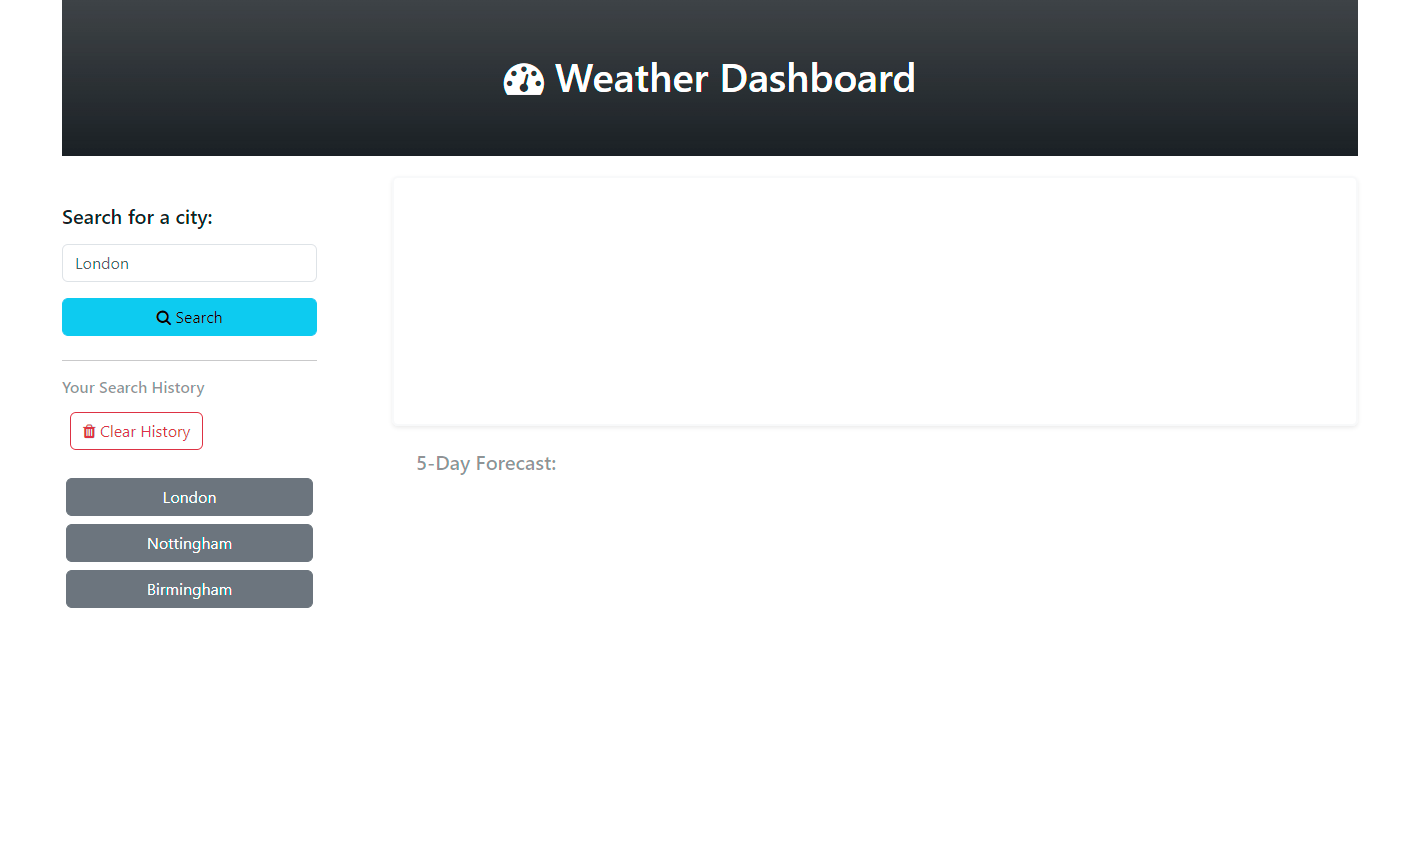 Weather Dashboard
Search for a city:
London
Search
Your Search History
Clear History
London
Nottingham
Birmingham
5-Day Forecast: